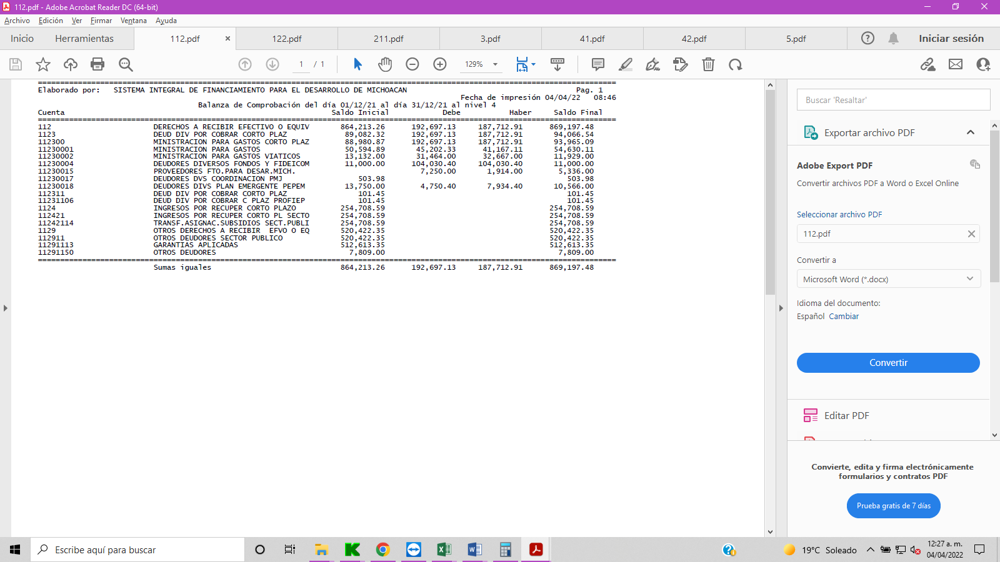 112.pdf - Adobe Acrobat Reader DC (64-bit)
Archivo Edición Ver Firmar Ventana Ayuda
Inicio Herramientas 112.pdf × 122.pdf 211.pdf 3.pdf 41.pdf 42.pdf 5.pdf Iniciar sesión
1 / 1 129%
Elaborado por: SISTEMA INTEGRAL DE FINANCIAMIENTO PARA EL DESARROLLO DE MICHOACAN Pag. 1
Fecha de impresión 04/04/22 08:46
Balanza de Comprobación del día 01/12/21 al día 31/12/21 al nivel 4
Cuenta Saldo Inicial Debe Haber Saldo Final
112 DERECHOS A RECIBIR EFECTIVO O EQUIV 864,213.26 192,697.13 187,712.91 869,197.48
1123 DEUD DIV POR COBRAR CORTO PLAZ 89,082.32 192,697.13 187,712.91 94,066.54
112300 MINISTRACION PARA GASTOS CORTO PLAZ 88,980.87 192,697.13 187,712.91 93,965.09
11230001 MINISTRACION PARA GASTOS 50,594.89 45,202.33 41,167.11 54,630.11
11230002 MINISTRACION PARA GASTOS VIATICOS 13,132.00 31,464.00 32,667.00 11,929.00
11230004 DEUDORES DIVERSOS FONDOS Y FIDEICOM 11,000.00 104,030.40 104,030.40 11,000.00
11230015 PROVEEDORES FTO.PARA DESAR.MICH. 7,250.00 1,914.00 5,336.00
11230017 DEUDORES DVS COORDINACION PMJ 503.98 503.98
11230018 DEUDORES DIVS PLAN EMERGENTE PEPEM 13,750.00 4,750.40 7,934.40 10,566.00
112311 DEUD DIV POR COBRAR CORTO PLAZ 101.45 101.45
11231106 DEUD DIV POR COBRAR C PLAZ PROFIEP 101.45 101.45
1124 INGRESOS POR RECUPER CORTO PLAZO 254,708.59 254,708.59
112421 INGRESOS POR RECUPER CORTO PL SECTO 254,708.59 254,708.59
11242114 TRANSF.ASIGNAC.SUBSIDIOS SECT.PUBLI 254,708.59 254,708.59
1129 OTROS DERECHOS A RECIBIR EFVO O EQ 520,422.35 520,422.35
112911 OTROS DEUDORES SECTOR PUBLICO 520,422.35 520,422.35
11291113 GARANTIAS APLICADAS 512,613.35 512,613.35
11291150 OTROS DEUDORES 7,809.00 7,809.00
Sumas iguales 864,213.26 192,697.13 187,712.91 869,197.48
Buscar 'Resaltar'
Exportar archivo PDF
Adobe Export PDF
Convertir archivos PDF a Word o Excel Online
Seleccionar archivo PDF
112.pdf
Convertir a
Microsoft Word (*.docx)
Idioma del documento:
Español Cambiar
Convertir
Editar PDF
Convierte, edita y firma electrónicamente
formularios y contratos PDF
Prueba gratis de 7 días
Escribe aquí para buscar
19°C Soleado
12:27 a. m.
04/04/2022